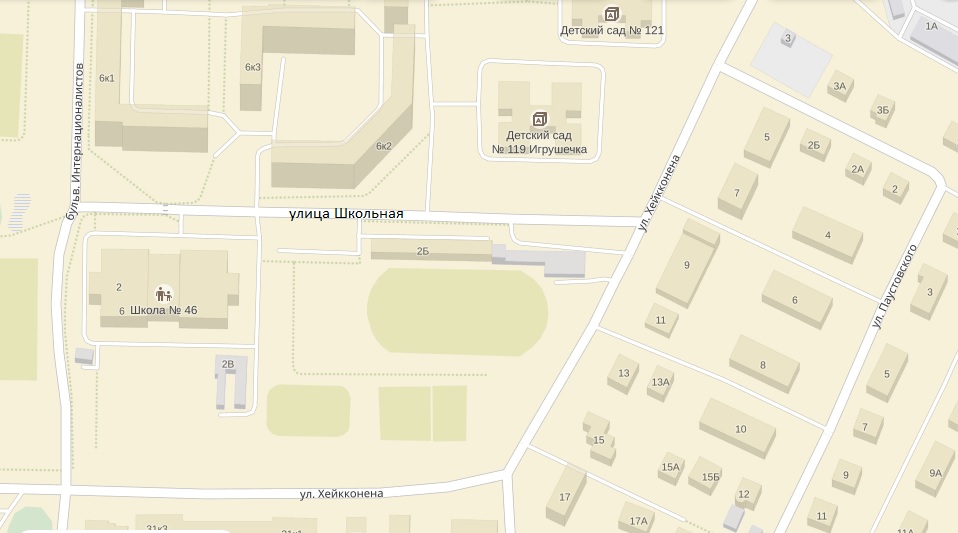 Детский сад № 121
1А
3
6к3
6к1
3А
3Б
Детский сад
№ 119 Игрушечка
5
2Б
6к2
2А
2
7
бульв. Интернационалистов
улица Школьная
ул. Хейкконена
4
2Б
9
ул. Паустовского
2
6 Школа № 46
6
3
11
2В
8
13
13А
5
10
7
15
15А
15Б
9
9А
12
17
ул. Хейкконена
17А
11
31к3
11А